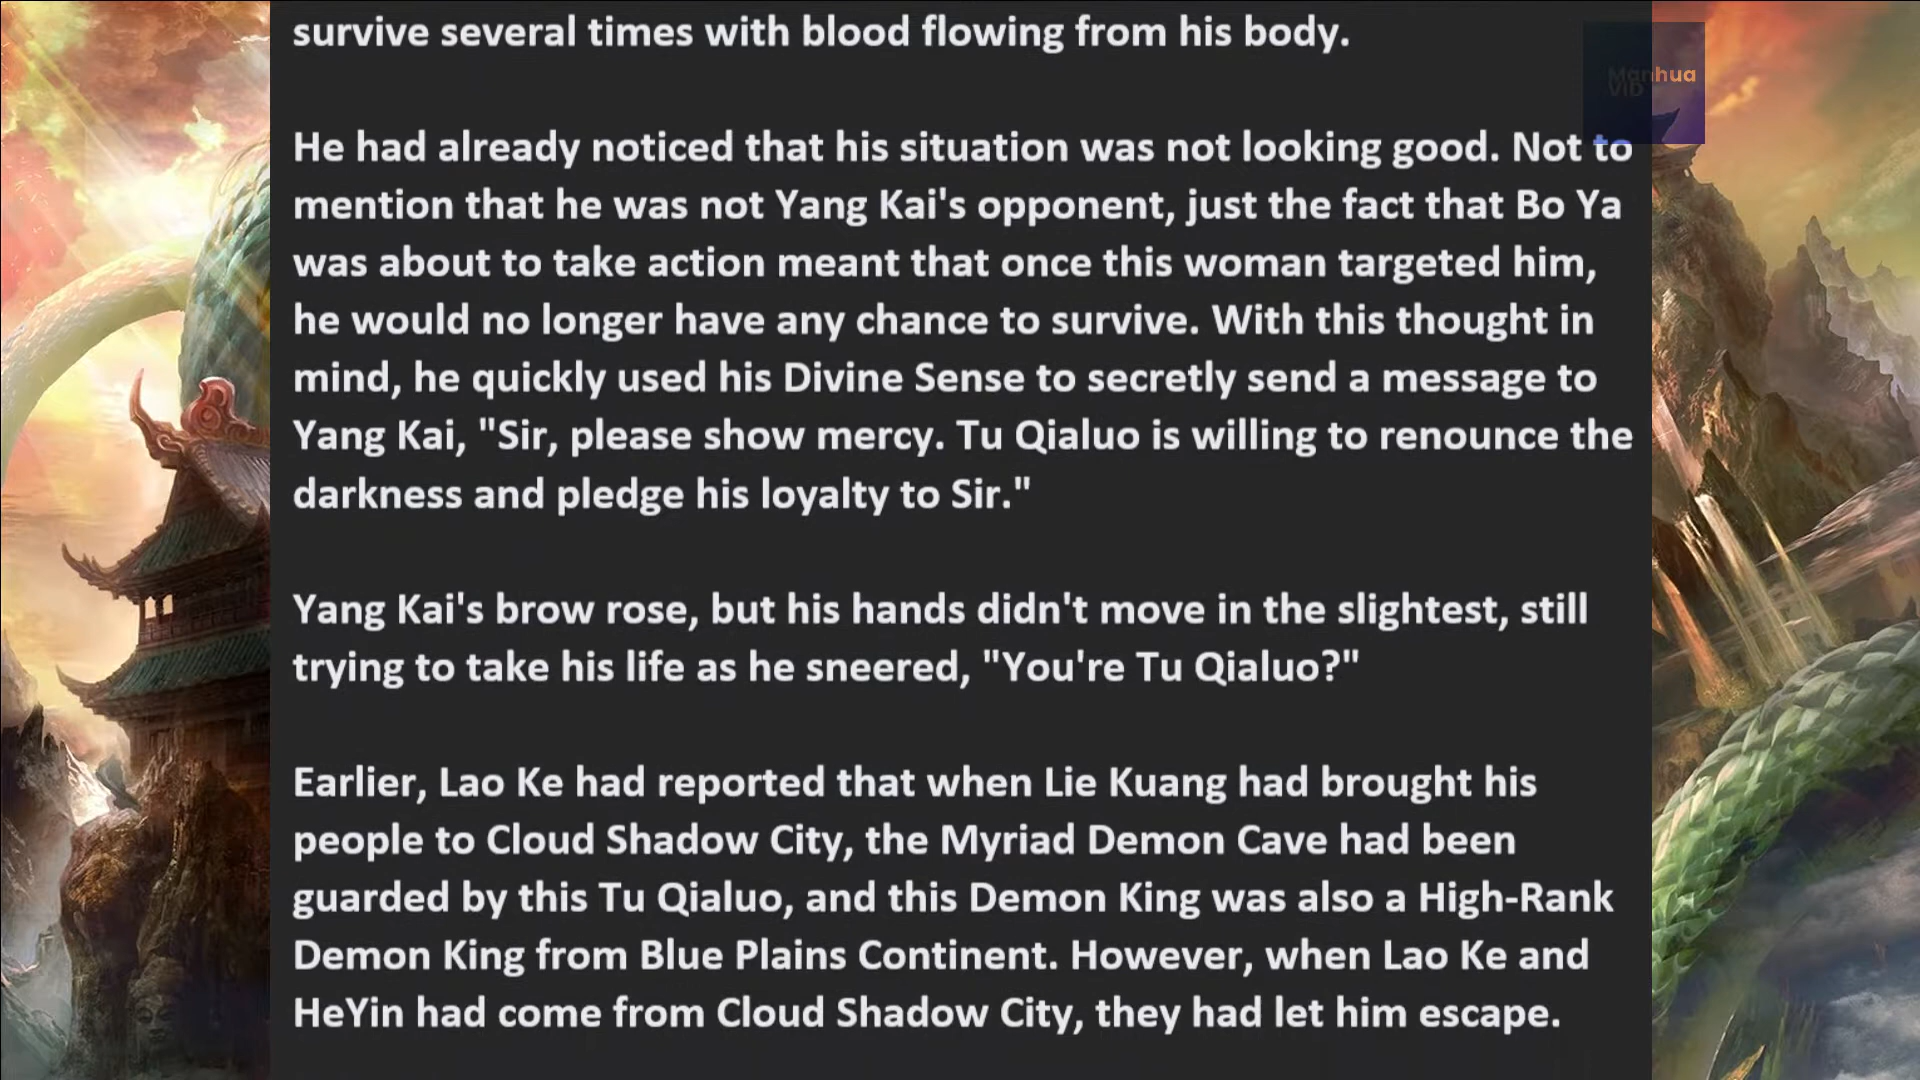 survive several times with blood flowing from his body.
Manhua
ViD
He had already noticed that his situation was not looking good. Not to
mention that he was not Yang Kai's opponent, just the fact that Bo Ya
was about to take action meant that once this woman targeted him,
he would no longer have any chance to survive. With this thought in
mind, he quickly used his Divine Sense to secretly send a message to
Yang Kai, "Sir, please show mercy. Tu Qialuo is willing to renounce the
darkness and pledge his loyalty to Sir."
Yang Kai's brow rose, but his hands didn't move in the slightest, still
trying to take his life as he sneered, "You're Tu Qialuo?"
Earlier, Lao Ke had reported that when Lie Kuang had brought his
people to Cloud Shadow City, the Myriad Demon Cave had been
guarded by this Tu Qialuo, and this Demon King was also a High-Rank
Demon King from Blue Plains Continent. However, when Lao Ke and
HeYin had come from Cloud Shadow City, they had let him escape.